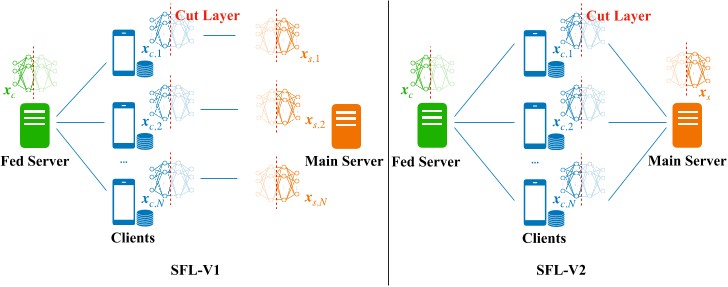 Cut Layer
x_c
x_{c,1}
x_{s,1}
x_{c,2}
x_{s,2}
Fed Server
Main Server
...
x_{c,N}
x_{s,N}
Clients
SFL-V1
Cut Layer
x_c
x_{c,1}
x_s
x_{c,2}
Fed Server
Main Server
...
x_{c,N}
Clients
SFL-V2